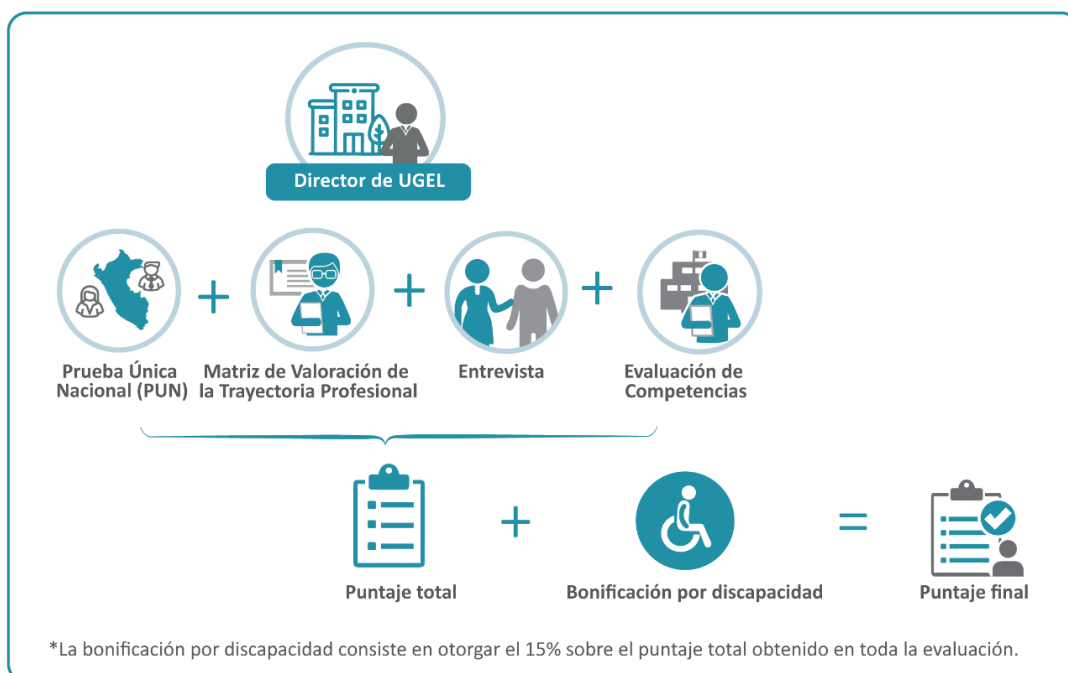 Director de UGEL
Prueba Única
Nacional (PUN)
Matriz de Valoración de
la Trayectoria Profesional
Entrevista
Evaluación de
Competencias
+
+
+
Puntaje total
+
Bonificación por discapacidad
=
Puntaje final
*La bonificación por discapacidad consiste en otorgar el 15% sobre el puntaje total obtenido en toda la evaluación.